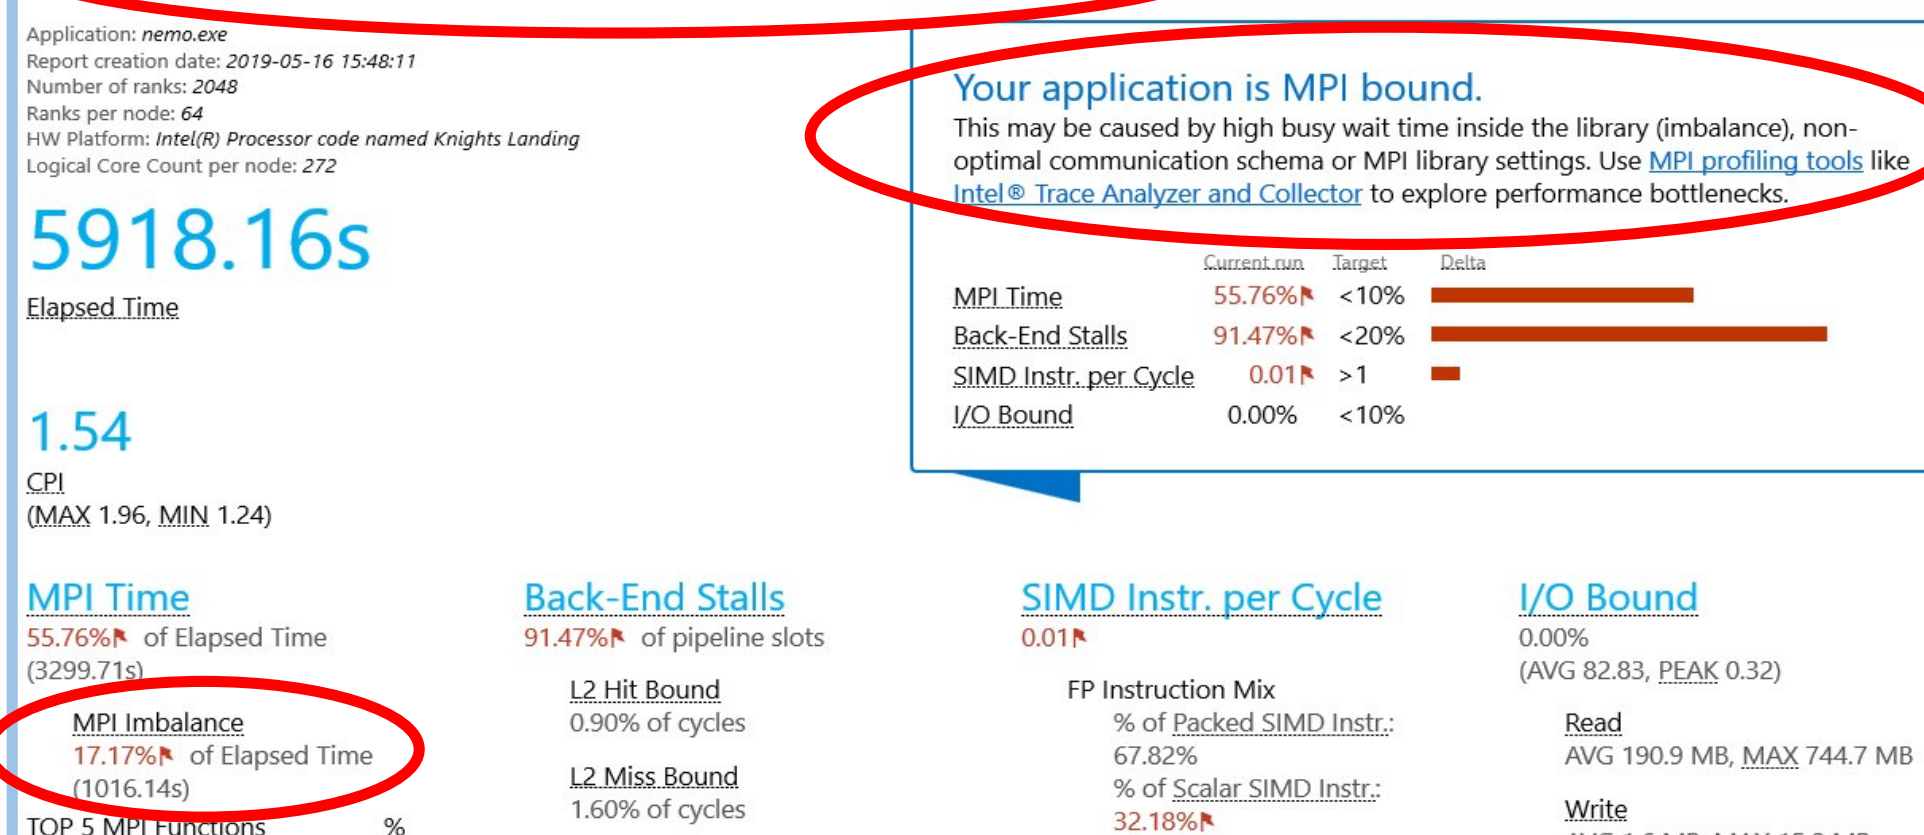 Application: nemo.exe
Report creation date: 2019-05-16 15:48:11
Number of ranks: 2048
Ranks per node: 64
HW Platform: Intel(R) Processor code named Knights Landing
Logical Core Count per node: 272
5918.16s
Elapsed Time
1.54
CPI
(MAX 1.96, MIN 1.24)
Your application is MPI bound.
This may be caused by high busy wait time inside the library (imbalance), non-
optimal communication schema or MPI library settings. Use MPI profiling tools like
Intel® Trace Analyzer and Collector to explore performance bottlenecks.
Current run Target Delta
MPI Time 55.76% <10%
Back-End Stalls 91.47% <20%
SIMD Instr. per Cycle 0.01 >1
I/O Bound 0.00% <10%
MPI Time
55.76% of Elapsed Time
(3299.71s)
MPI Imbalance
17.17% of Elapsed Time
(1016.14s)
TOP 5 MPI Functions %
Back-End Stalls
91.47% of pipeline slots
L2 Hit Bound
0.90% of cycles
L2 Miss Bound
1.60% of cycles
SIMD Instr. per Cycle
0.01
FP Instruction Mix
% of Packed SIMD Instr.:
67.82%
% of Scalar SIMD Instr.:
32.18%
I/O Bound
0.00%
(AVG 82.83, PEAK 0.32)
Read
AVG 190.9 MB, MAX 744.7 MB
Write